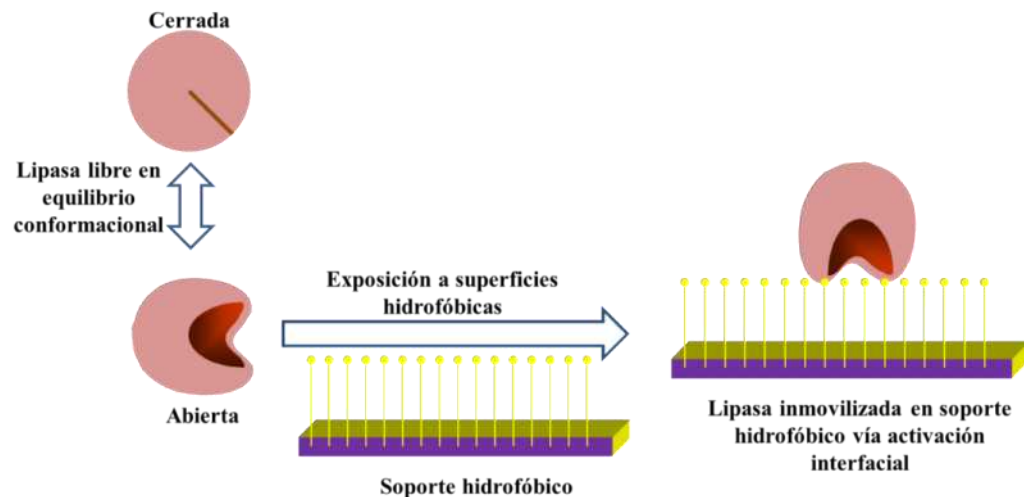 Cerrada
Lipasa libre en
equilibrio
conformacional
Abierta
Exposición a superficies
hidrofóbicas
Soporte hidrofóbico
Lipasa inmovilizada en soporte
hidrofóbico vía activación
interfacial